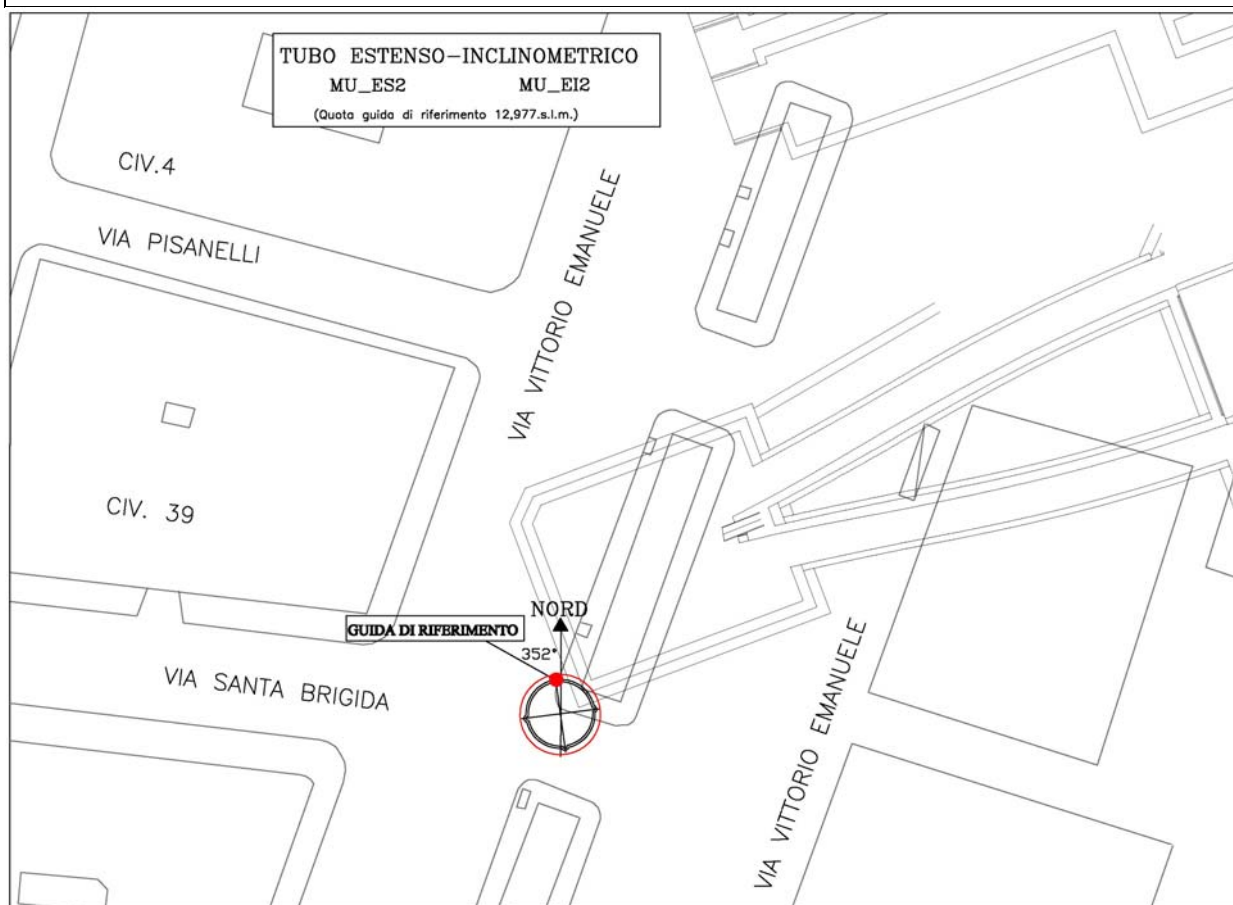 TUBO ESTENSO-INCLINOMETRICO
MU_ES2 MU_EI2
(Quota guida di riferimento 12,977.s.l.m.)
CIV.4
VIA PISANELLI
VIA VITTORIO EMANUELE
CIV. 39
NORD
GUIDA DI RIFERIMENTO
352°
VIA SANTA BRIGIDA
VIA VITTORIO EMANUELE